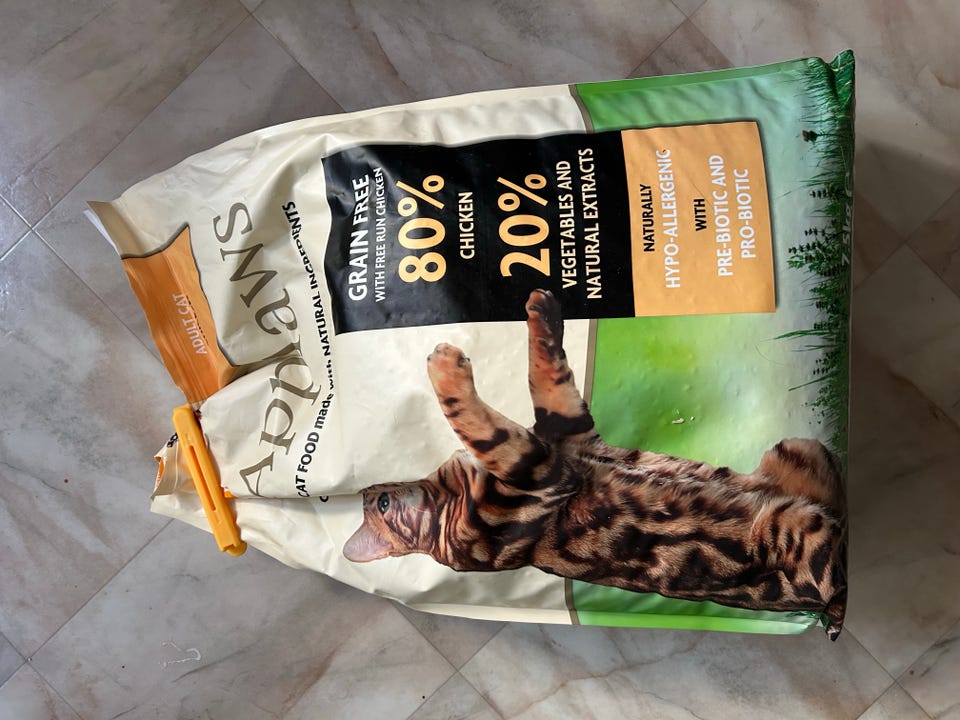 ADULT CAT
Applaws
CAT FOOD made with NATURAL INGREDIENTS
GRAIN FREE
WITH FREE RUN CHICKEN
80%
CHICKEN
20%
VEGETABLES AND
NATURAL EXTRACTS
NATURALLY
HYPO-ALLERGENIC
WITH
PRE-BIOTIC AND
PRO-BIOTIC